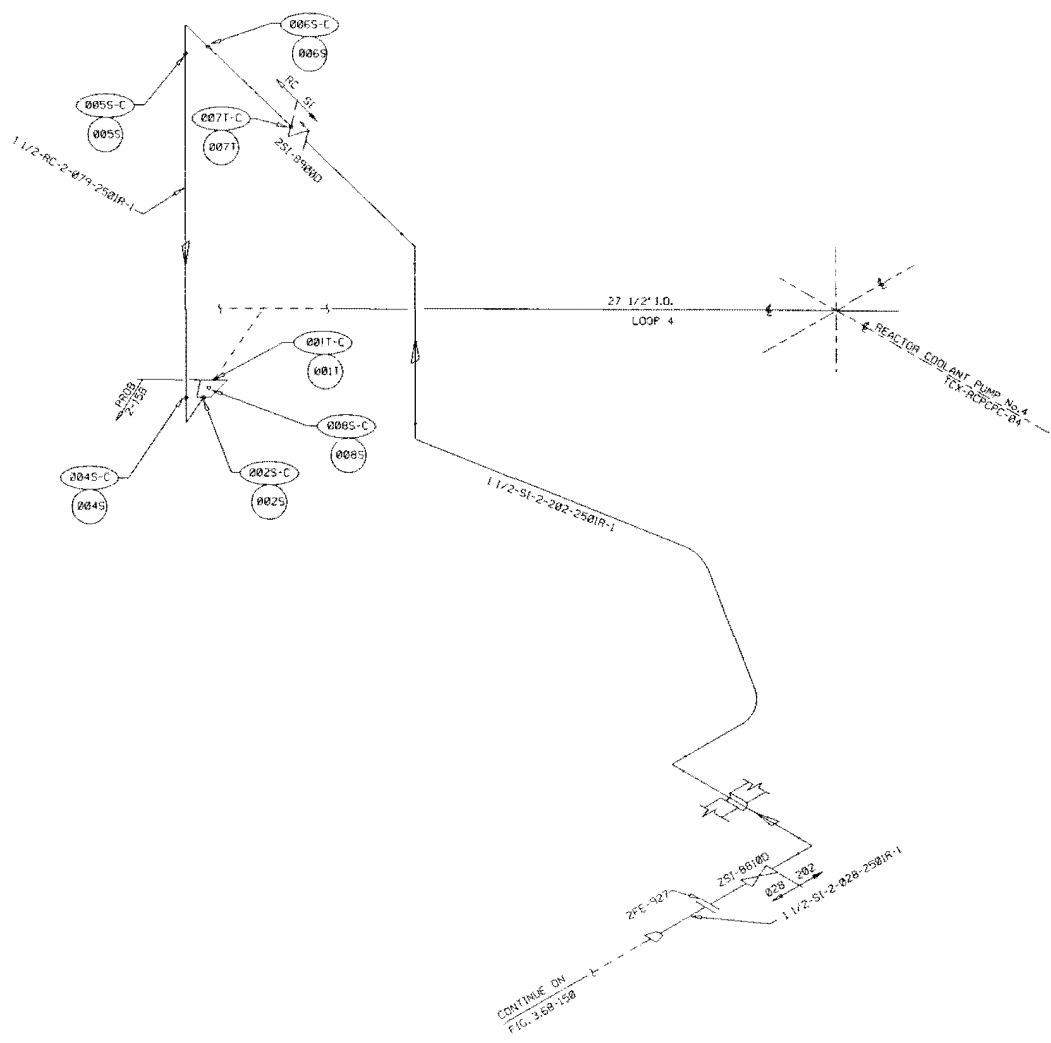 006S-C
006S
005S-C
005S
RC SI
007T-C
007T
2SI-8900D
1 1/2-RC-2-079-2501R-1
27 1/2" I.D.
LOOP 4
REACTOR COOLANT PUMP No.4
TCX-RCPCPC-04
001T-C
001T
PROB
2-15B
008S-C
008S
004S-C
004S
002S-C
002S
1 1/2-SI-2-202-2501R-1
2SI-8810D
028 202
2FE-927
1 1/2-SI-2-028-2501R-1
CONTINUE ON
FIG. 3.6B-150